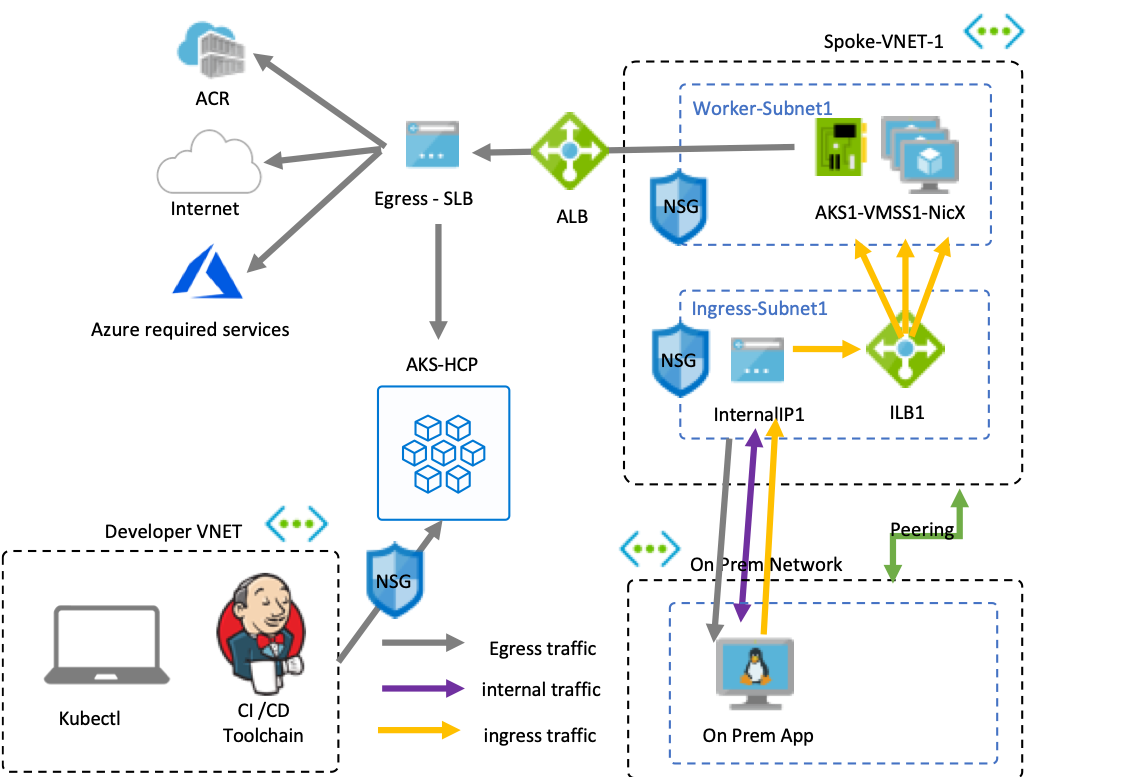 Spoke-VNET-1
ACR
Worker-Subnet1
NSG
AKS1-VMSS1-NicX
Internet
Egress - SLB
ALB
Azure required services
Ingress-Subnet1
NSG
InternalIP1
ILB1
AKS-HCP
Developer VNET
Peering
On Prem Network
NSG
Kubectl
CI /CD
Toolchain
Egress traffic
internal traffic
ingress traffic
On Prem App